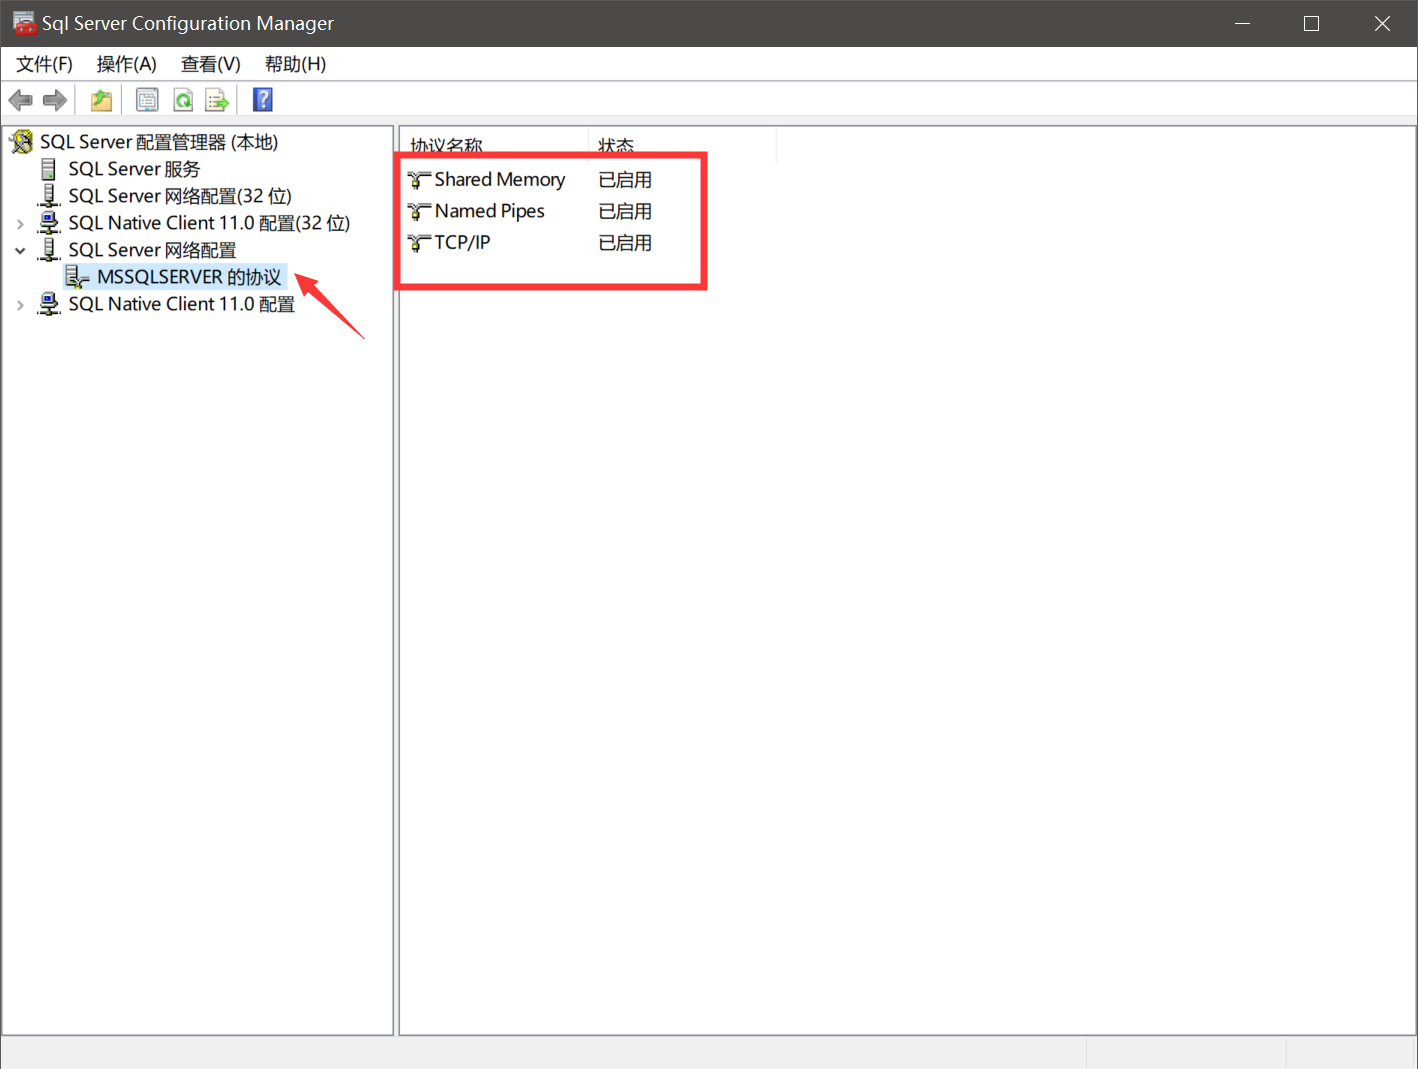 Sql Server Configuration Manager
文件(F) 操作(A) 查看(V) 帮助(H)
SQL Server 配置管理器 (本地)
SQL Server 服务
SQL Server 网络配置(32 位)
SQL Native Client 11.0 配置(32 位)
SQL Server 网络配置
MSSQLSERVER 的协议
SQL Native Client 11.0 配置
协议名称 状态
Shared Memory 已启用
Named Pipes 已启用
TCP/IP 已启用